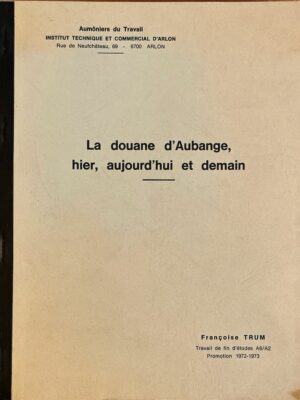 Aumôniers du Travail
INSTITUT TECHNIQUE ET COMMERCIAL D'ARLON
Rue de Neufchâteau, 69 - 6700 ARLON
La douane d'Aubange,
hier, aujourd'hui et demain
Françoise TRUM
Travail de fin d'études A6/A2
Promotion 1972-1973